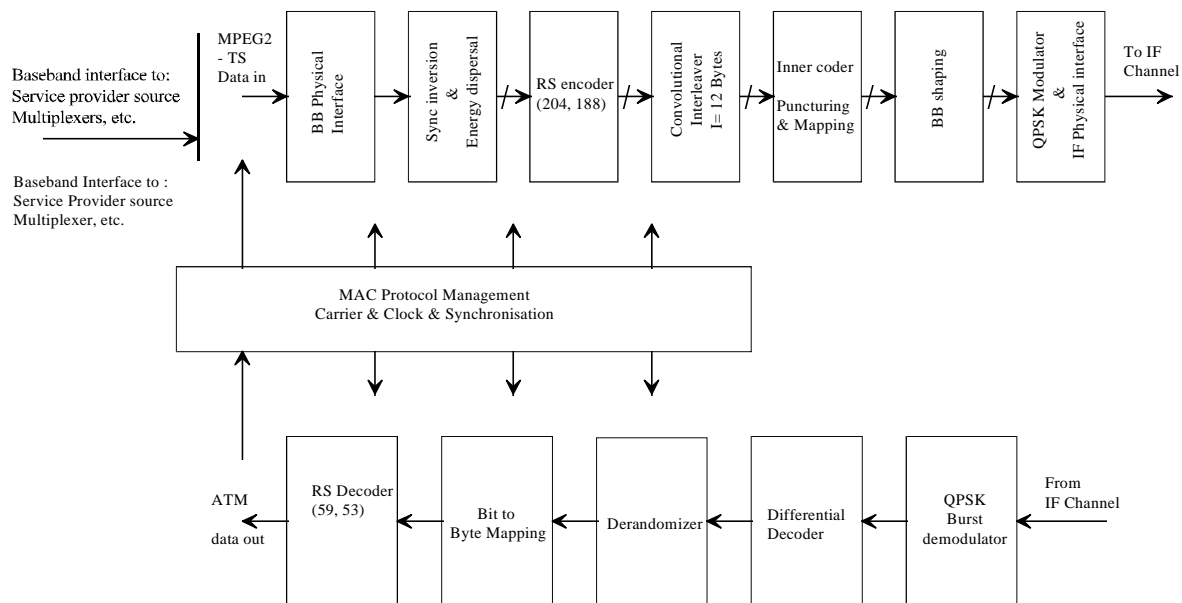 Baseband interface to:
Service provider source
Multiplexers, etc.
Baseband Interface to :
Service Provider source
Multiplexer, etc.
MPEG2
- TS
Data in
BB Physical
Interface
Sync inversion
&
Energy dispersal
RS encoder
(204, 188)
Convolutional
Interleaver
I= 12 Bytes
Inner coder
Puncturing
& Mapping
BB shaping
QPSK Modulator
&
IF Physical interface
To IF
Channel
MAC Protocol Management
Carrier & Clock & Synchronisation
ATM
data out
RS Decoder
(59, 53)
Bit to
Byte Mapping
Derandomizer
Differential
Decoder
QPSK
Burst
demodulator
From
IF Channel